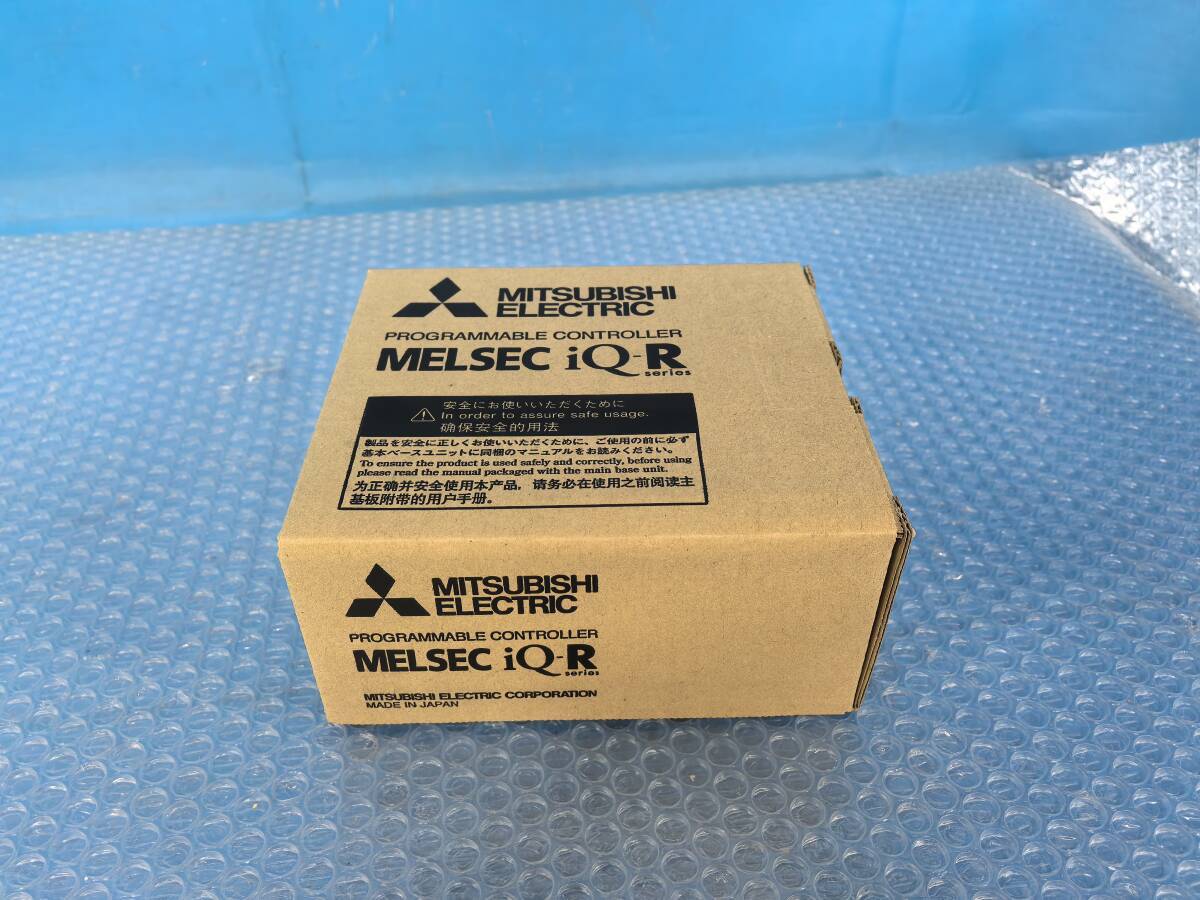 MITSUBISHI
ELECTRIC
PROGRAMMABLE CONTROLLER
MELSEC iQ-R
series
安全にお使いいただくために
In order to assure safe usage.
确保安全的用法
製品を安全に正しくお使いいただくために、ご使用の前に必ず
基本ベースユニットに同梱のマニュアルをお読みください。
To ensure the product is used safely and correctly, before using
please read the manual packaged with the main base unit.
为正确并安全使用本产品，请务必在使用之前阅读主
基板附带的用户手册。
MITSUBISHI
ELECTRIC
PROGRAMMABLE CONTROLLER
MELSEC iQ-R
series
MITSUBISHI ELECTRIC CORPORATION
MADE IN JAPAN